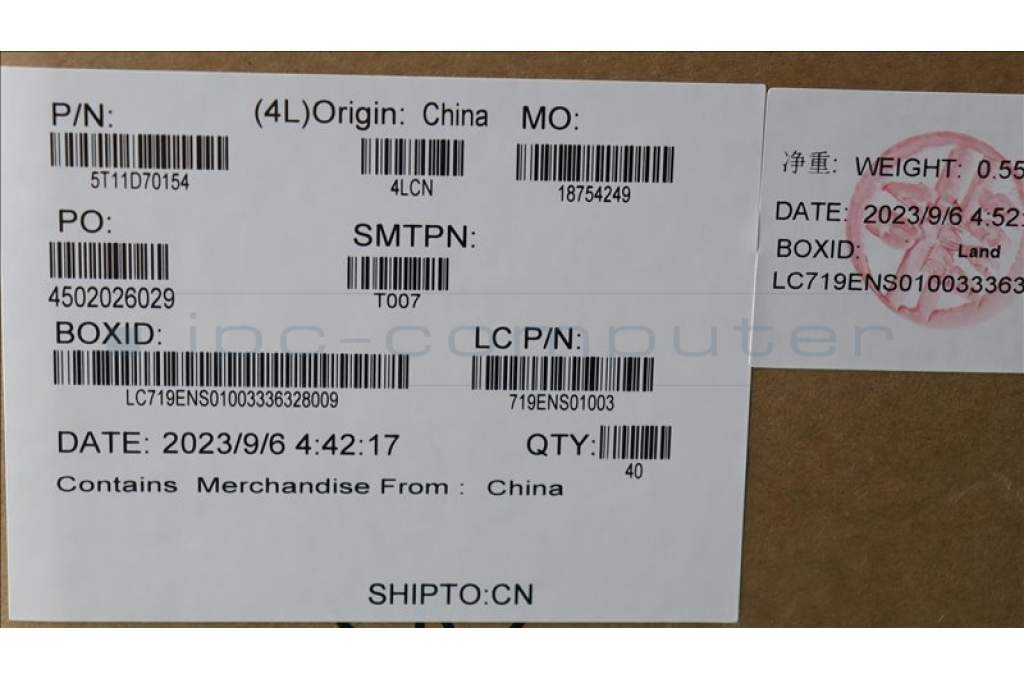 P/N: (4L)Origin: China MO:
5T11D70154 4LCN 18754249
PO: SMTPN:
4502026029 T007
BOXID: LC P/N:
LC719ENS01003336328009 719ENS01003
DATE: 2023/9/6 4:42:17 QTY:
40
Contains Merchandise From : China
SHIPTO:CN
净重: WEIGHT: 0.55
DATE: 2023/9/6 4:52:
BOXID: Land
LC719ENS0100333363
ipc-computer